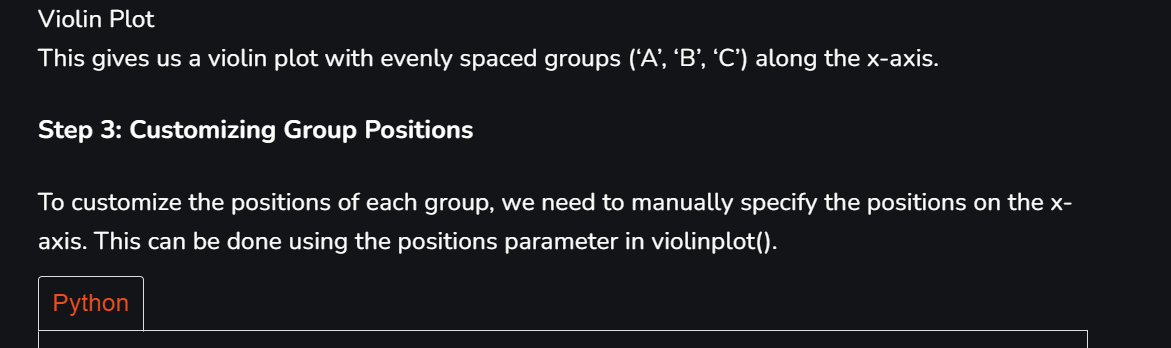 Violin Plot
This gives us a violin plot with evenly spaced groups (‘A’, ‘B’, ‘C’) along the x-axis.
Step 3: Customizing Group Positions
To customize the positions of each group, we need to manually specify the positions on the x-
axis. This can be done using the positions parameter in violinplot().
Python